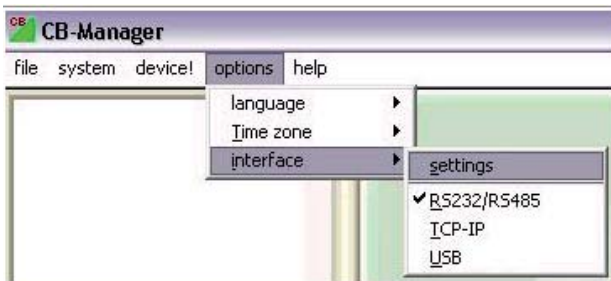 CB CB-Manager
file system device! options help
language
Time zone
interface
settings
RS232/RS485
TCP-IP
USB